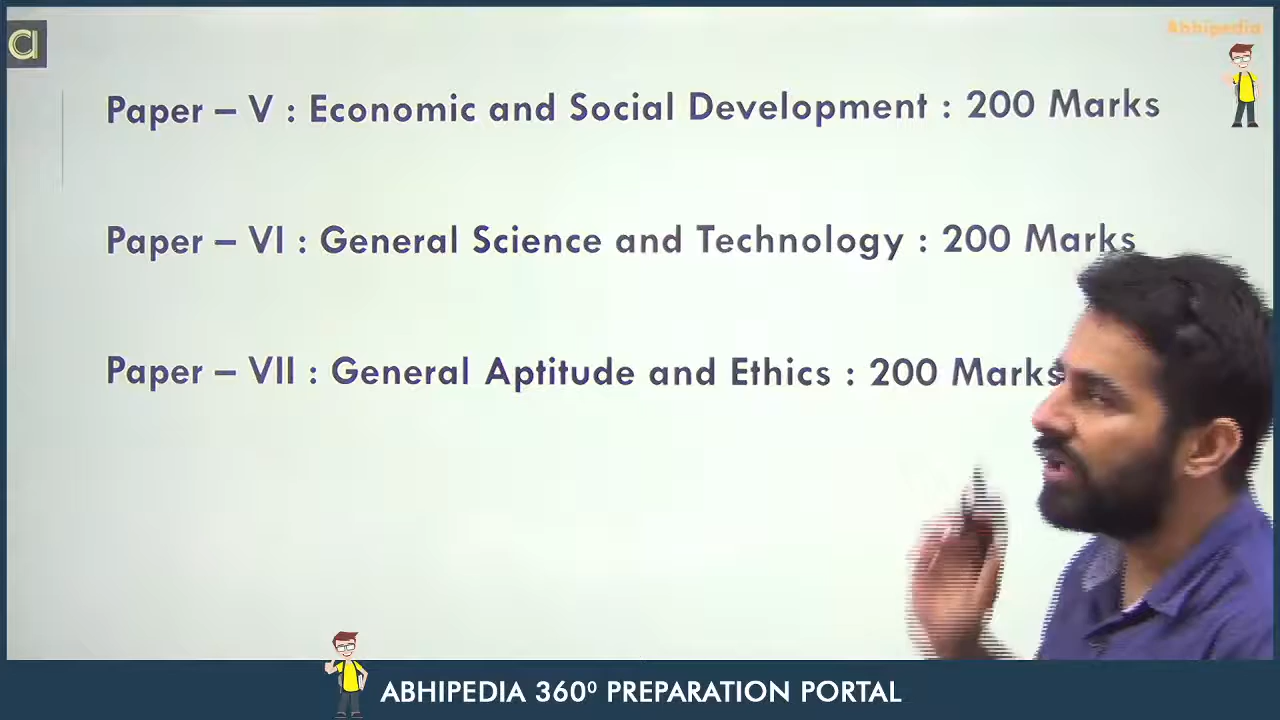 Abhipedia
Paper – V : Economic and Social Development : 200 Marks
Paper – VI : General Science and Technology : 200 Marks
Paper – VII : General Aptitude and Ethics : 200 Marks
ABHIPEDIA 360⁰ PREPARATION PORTAL